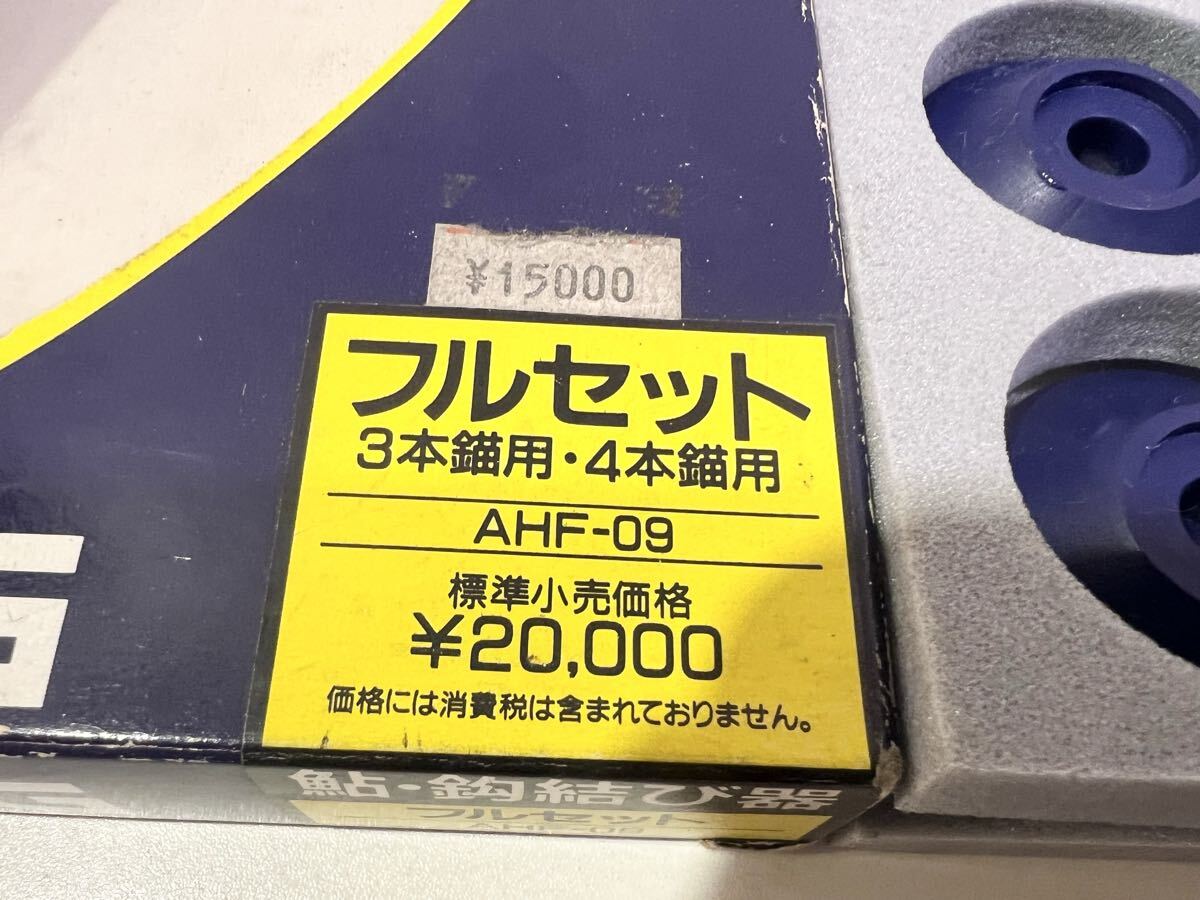 ¥15000
フルセット
3本錨用・4本錨用
AHF-09
標準小売価格
¥20,000
価格には消費税は含まれておりません。
鮎・鈎結び器
フルセット
AHF-09